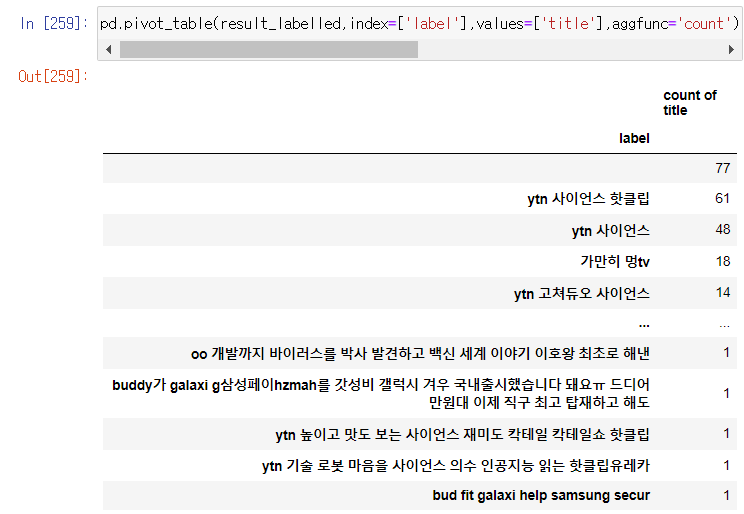 In [259]: pd.pivot_table(result_labelled,index=['label'],values=['title'],aggfunc='count')
Out[259]:
count of
title
label
77
ytn 사이언스 핫클립 61
ytn 사이언스 48
가만히 멍tv 18
ytn 고쳐듀오 사이언스 14
... ...
oo 개발까지 바이러스를 박사 발견하고 백신 세계 이야기 이호왕 최초로 해낸 1
buddy가 galaxi g삼성페이hzmah를 갓성비 갤럭시 겨우 국내출시했습니다 돼요ㅠ 드디어
만원대 이제 직구 최고 탑재하고 해도 1
ytn 높이고 맛도 보는 사이언스 재미도 칵테일 칵테일쇼 핫클립 1
ytn 기술 로봇 마음을 사이언스 의수 인공지능 읽는 핫클립유레카 1
bud fit galaxi help samsung secur 1